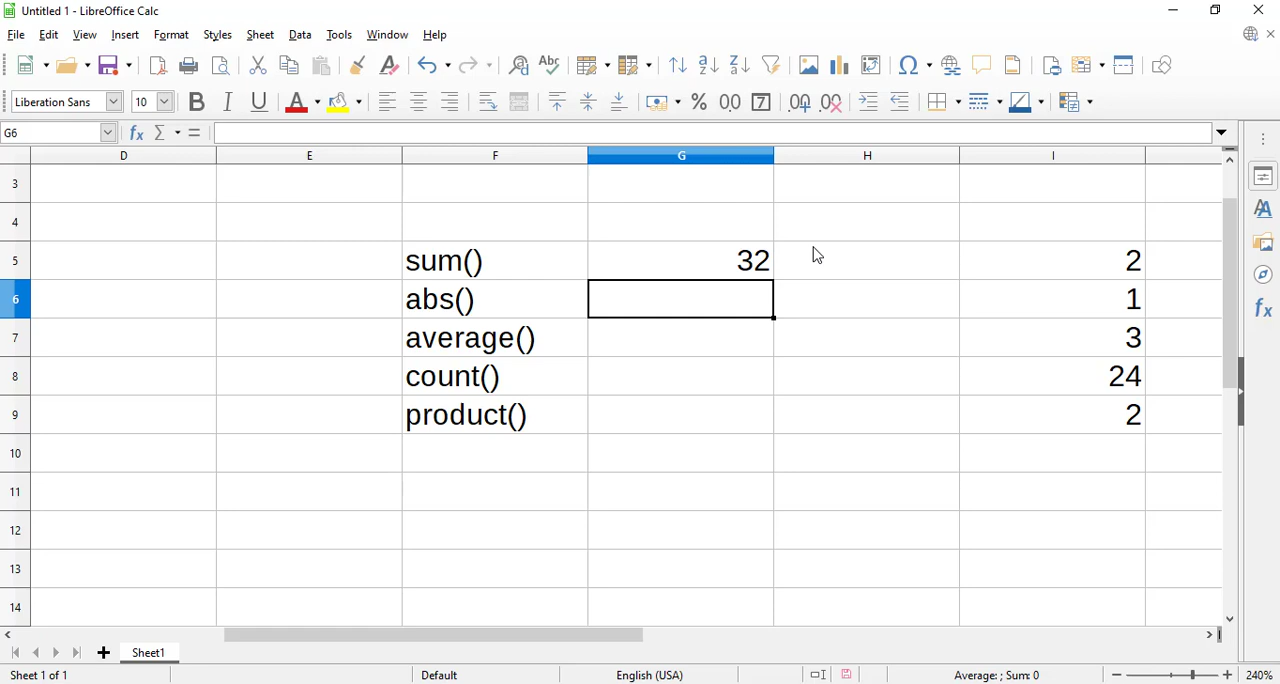 Untitled 1 - LibreOffice Calc
File Edit View Insert Format Styles Sheet Data Tools Window Help
Liberation Sans 10
G6
D E F G H I
3
4
5 sum() 32 2
6 abs() 1
7 average() 3
8 count() 24
9 product() 2
10
11
12
13
14
Sheet1
Sheet 1 of 1 Default English (USA) Average: ; Sum: 0 240%